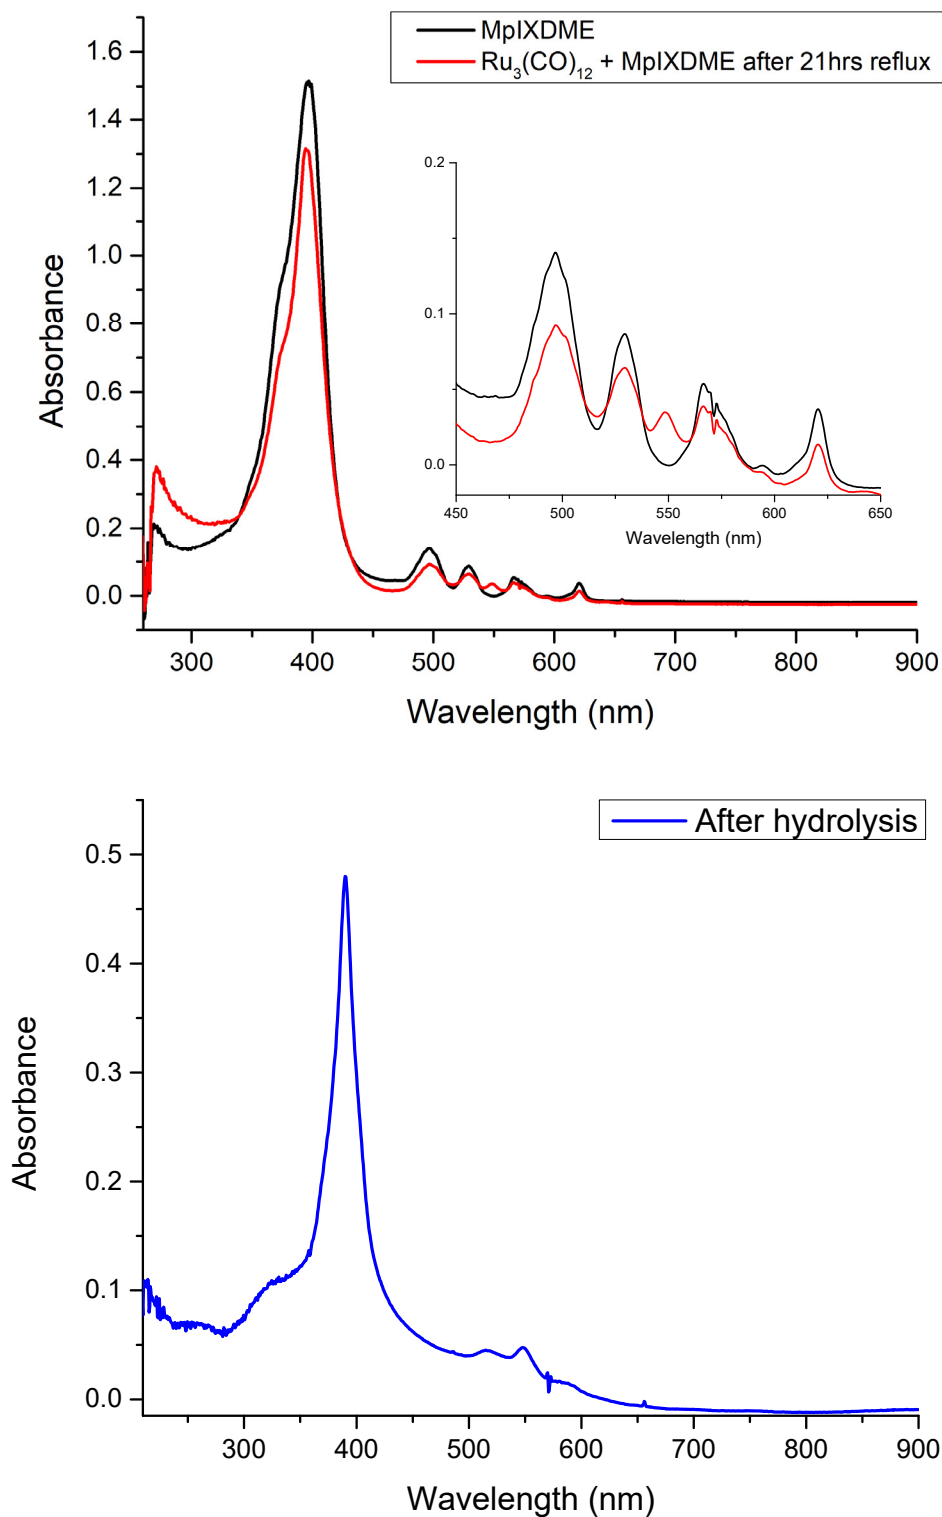 MpIXDME
Ru3(CO)12 + MpIXDME after 21hrs reflux
1.6
1.4
1.2
1.0
0.8
0.6
0.4
0.2
0.0
Absorbance
300 400 500 600 700 800 900
Wavelength (nm)
0.2
0.1
0.0
450 500 550 600 650
Wavelength (nm)
After hydrolysis
0.5
0.4
0.3
0.2
0.1
0.0
Absorbance
300 400 500 600 700 800 900
Wavelength (nm)